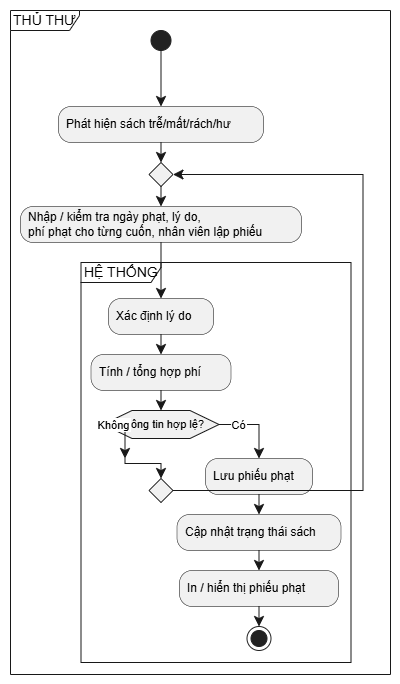 THỦ THƯ
Phát hiện sách trễ/mất/rách/hư
Nhập / kiểm tra ngày phạt, lý do,
phí phạt cho từng cuốn, nhân viên lập phiếu
HỆ THỐNG
Xác định lý do
Tính / tổng hợp phí
Không ông tin hợp lệ? Có
Lưu phiếu phạt
Cập nhật trạng thái sách
In / hiển thị phiếu phạt